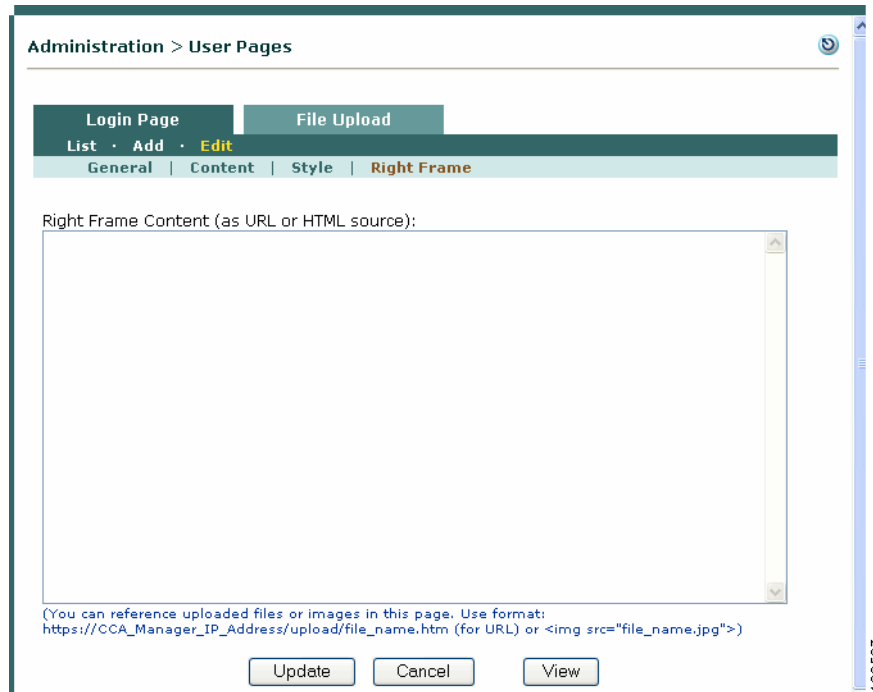 Administration > User Pages
Login Page File Upload
List · Add · Edit
General | Content | Style | Right Frame
Right Frame Content (as URL or HTML source):
(You can reference uploaded files or images in this page. Use format:
https://CCA_Manager_IP_Address/upload/file_name.htm (for URL) or <img src="file_name.jpg">)
Update Cancel View